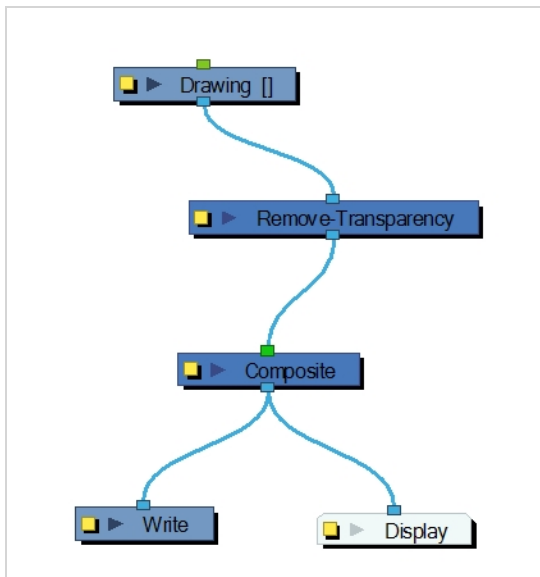 Drawing []
Remove-Transparency
Composite
Write
Display